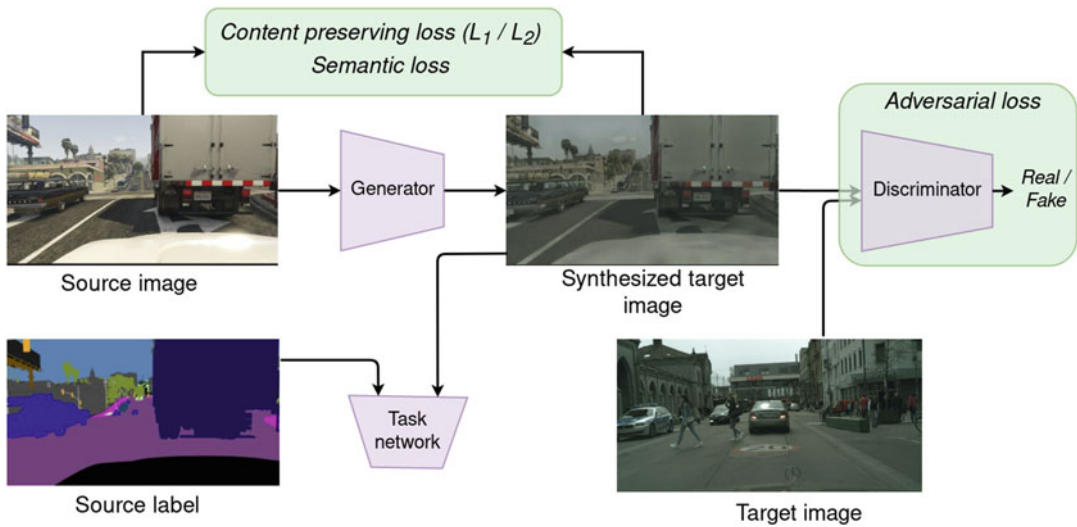 Content preserving loss (L₁ / L₂)
Semantic loss
Adversarial loss
Generator
Discriminator
Real /
Fake
Source image
Synthesized target
image
Task
network
Source label
Target image